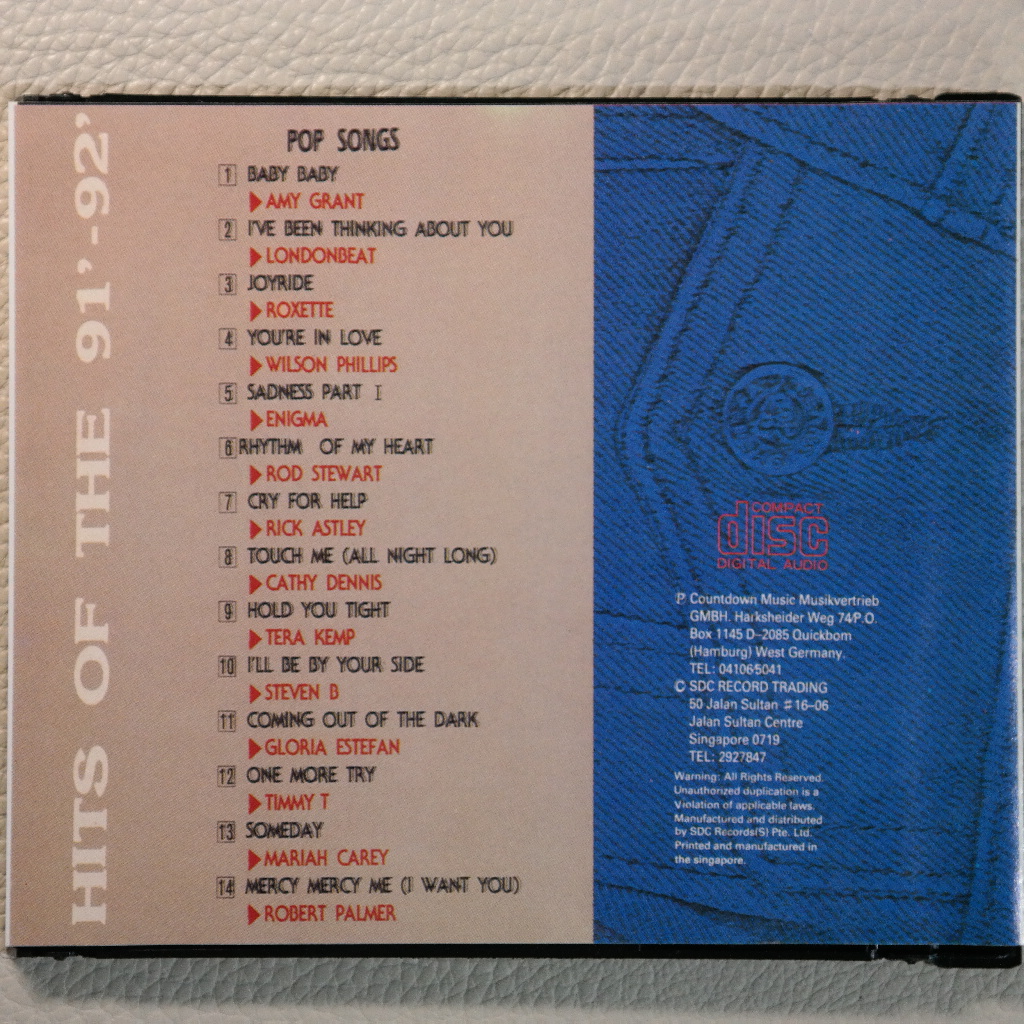 HITS OF THE 91'-92'
POP SONGS
1 BABY BABY
▶AMY GRANT
2 I'VE BEEN THINKING ABOUT YOU
▶LONDONBEAT
3 JOYRIDE
▶ROXETTE
4 YOU'RE IN LOVE
▶WILSON PHILLIPS
5 SADNESS PART I
▶ENIGMA
6 RHYTHM OF MY HEART
▶ROD STEWART
7 CRY FOR HELP
▶RICK ASTLEY
8 TOUCH ME (ALL NIGHT LONG)
▶CATHY DENNIS
9 HOLD YOU TIGHT
▶TERA KEMP
10 I'LL BE BY YOUR SIDE
▶STEVEN B
11 COMING OUT OF THE DARK
▶GLORIA ESTEFAN
12 ONE MORE TRY
▶TIMMY T
13 SOMEDAY
▶MARIAH CAREY
14 MERCY MERCY ME (I WANT YOU)
▶ROBERT PALMER
COMPACT
disc
DIGITAL AUDIO
℗ Countdown Music Musikvertrieb
GMBH. Harksheider Weg 74/P.O.
Box 1145 D-2085 Quickbom
(Hamburg) West Germany.
TEL: 041065041
© SDC RECORD TRADING
50 Jalan Sultan #16-06
Jalan Sultan Centre
Singapore 0719
TEL: 2927847
Warning: All Rights Reserved.
Unauthorized duplication is a
Violation of applicable laws.
Manufactured and distributed
by SDC Records(S) Pte. Ltd.
Printed and manufactured in
the singapore.